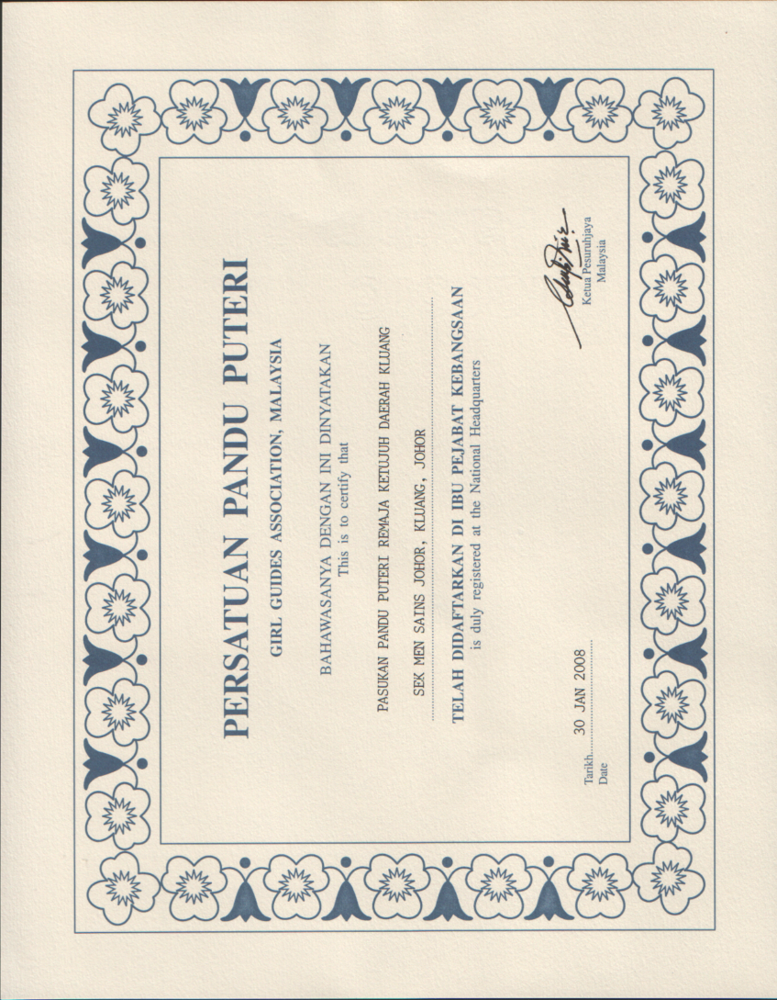 PERSATUAN PANDU PUTERI
GIRL GUIDES ASSOCIATION, MALAYSIA
BAHAWASANYA DENGAN INI DINYATAKAN
This is to certify that
PASUKAN PANDU PUTERI REMAJA KETUJUH DAERAH KLUANG
SEK MEN SAINS JOHOR, KLUANG, JOHOR
TELAH DIDAFTARKAN DI IBU PEJABAT KEBANGSAAN
is duly registered at the National Headquarters
Tarikh 30 JAN 2008
Date
Ketua Pesuruhjaya
Malaysia